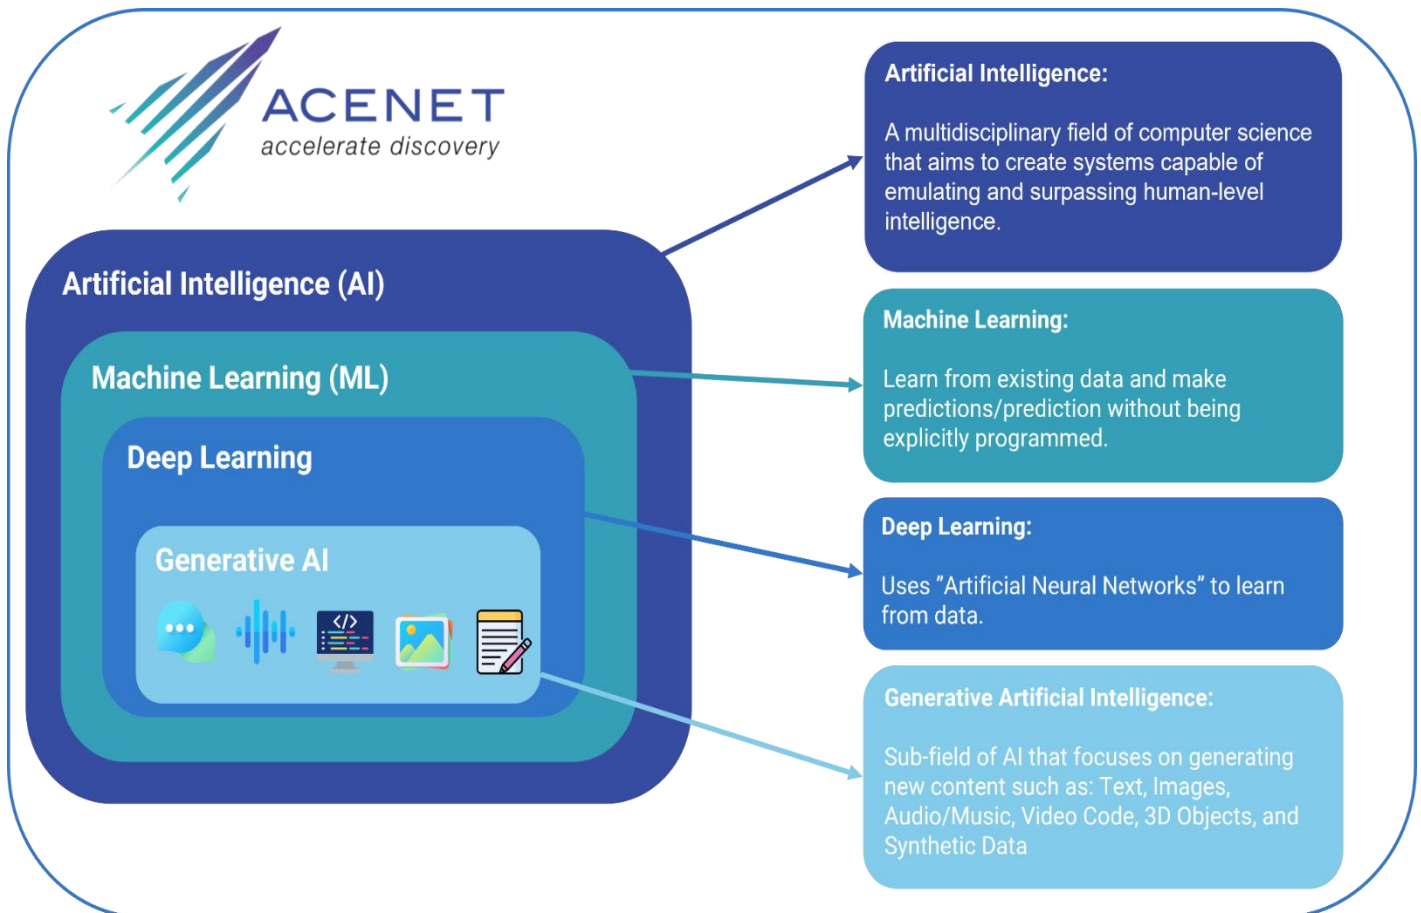 ACENET
accelerate discovery
Artificial Intelligence (AI)
Machine Learning (ML)
Deep Learning
Generative AI
</>
Artificial Intelligence:
A multidisciplinary field of computer science
that aims to create systems capable of
emulating and surpassing human-level
intelligence.
Machine Learning:
Learn from existing data and make
predictions/prediction without being
explicitly programmed.
Deep Learning:
Uses ”Artificial Neural Networks” to learn
from data.
Generative Artificial Intelligence:
Sub-field of AI that focuses on generating
new content such as: Text, Images,
Audio/Music, Video Code, 3D Objects, and
Synthetic Data